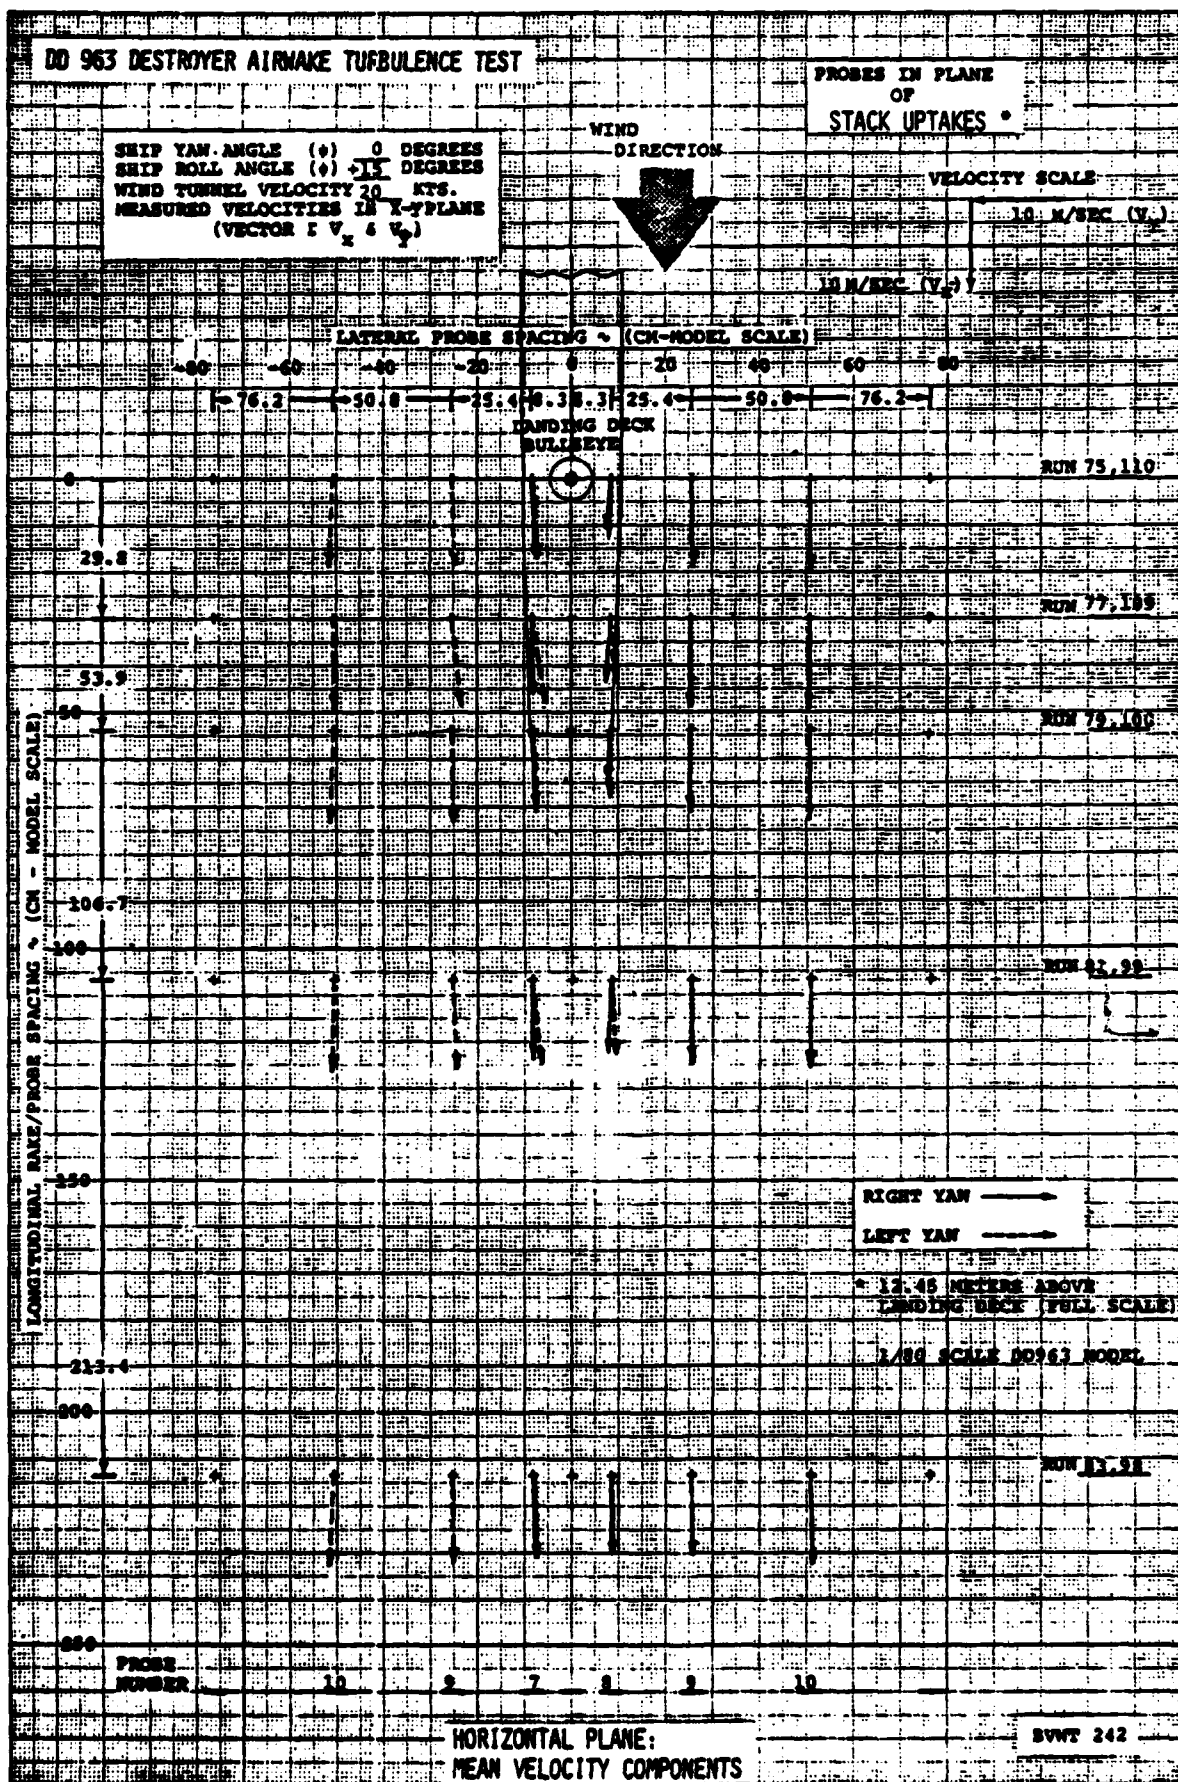 DD 963 DESTROYER AIRWAKE TURBULENCE TEST
PROBES IN PLANE
OF
STACK UPTAKES *
SHIP YAW ANGLE (ψ) 0 DEGREES
SHIP ROLL ANGLE (φ) +15 DEGREES
WIND TUNNEL VELOCITY 20 KTS.
MEASURED VELOCITIES IN X-Y PLANE
(VECTOR Σ Vx & Vy)
WIND
DIRECTION
VELOCITY SCALE
10 M/SEC
10 M/SEC
LATERAL PROBE SPACING ~ (CM-MODEL SCALE)
-80 -60 -40 -20 0 20 40 60 80
76.2 50.8 25.4 8.3 8.3 25.4 50.8 76.2
LANDING DECK
BULLSEYE
0
RUN 75,110
29.8
RUN 77,109
53.9
50
RUN 79,100
106.7
100
RUN 81,99
150
RIGHT YAW
LEFT YAW
* 12.45 METERS ABOVE
LANDING DECK (FULL SCALE)
1/80 SCALE DD963 MODEL
213.4
200
RUN 83,98
250
LONGITUDINAL RAKE/PROBE SPACING ~ (CM - MODEL SCALE)
PROBE
NUMBER
10 9 7 8 9 10
HORIZONTAL PLANE:
MEAN VELOCITY COMPONENTS
BVWT 242